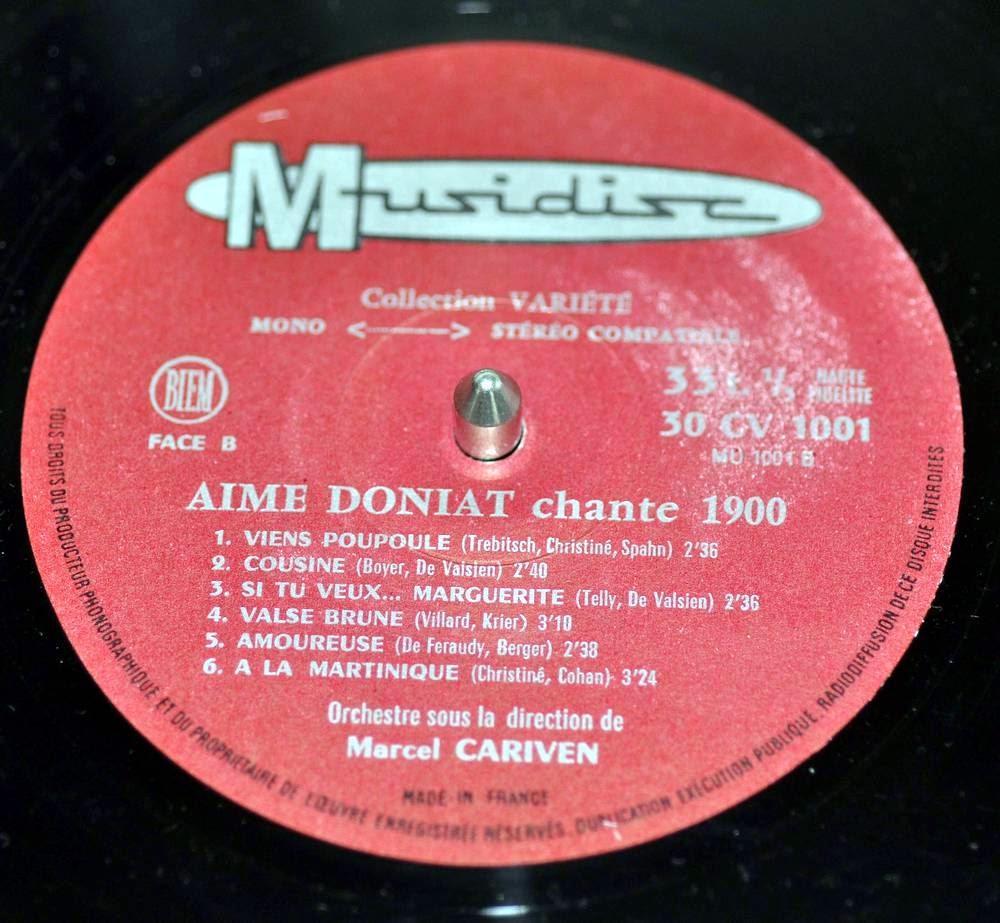 Musidisc
Collection VARIÉTÉ
MONO <--------> STÉRÉO COMPATIBLE
BIEM
FACE B
33 t. 1/3 HAUTE FIDELITE
30 CV 1001
MU 1001 B
AIME DONIAT chante 1900
1. VIENS POUPOULE (Trebitsch, Christiné, Spahn) 2'36
2. COUSINE (Boyer, De Valsien) 2'40
3. SI TU VEUX... MARGUERITE (Telly, De Valsien) 2'36
4. VALSE BRUNE (Villard, Krier) 3'10
5. AMOUREUSE (De Feraudy, Berger) 2'38
6. A LA MARTINIQUE (Christiné, Cohan) 3'24
Orchestre sous la direction de
Marcel CARIVEN
MADE IN FRANCE
TOUS DROITS DU PRODUCTEUR PHONOGRAPHIQUE ET DU PROPRIETAIRE DE L'ŒUVRE ENREGISTRÉE RÉSERVÉS. DUPLICATION EXÉCUTION PUBLIQUE RADIODIFFUSION DE CE DISQUE INTERDITES